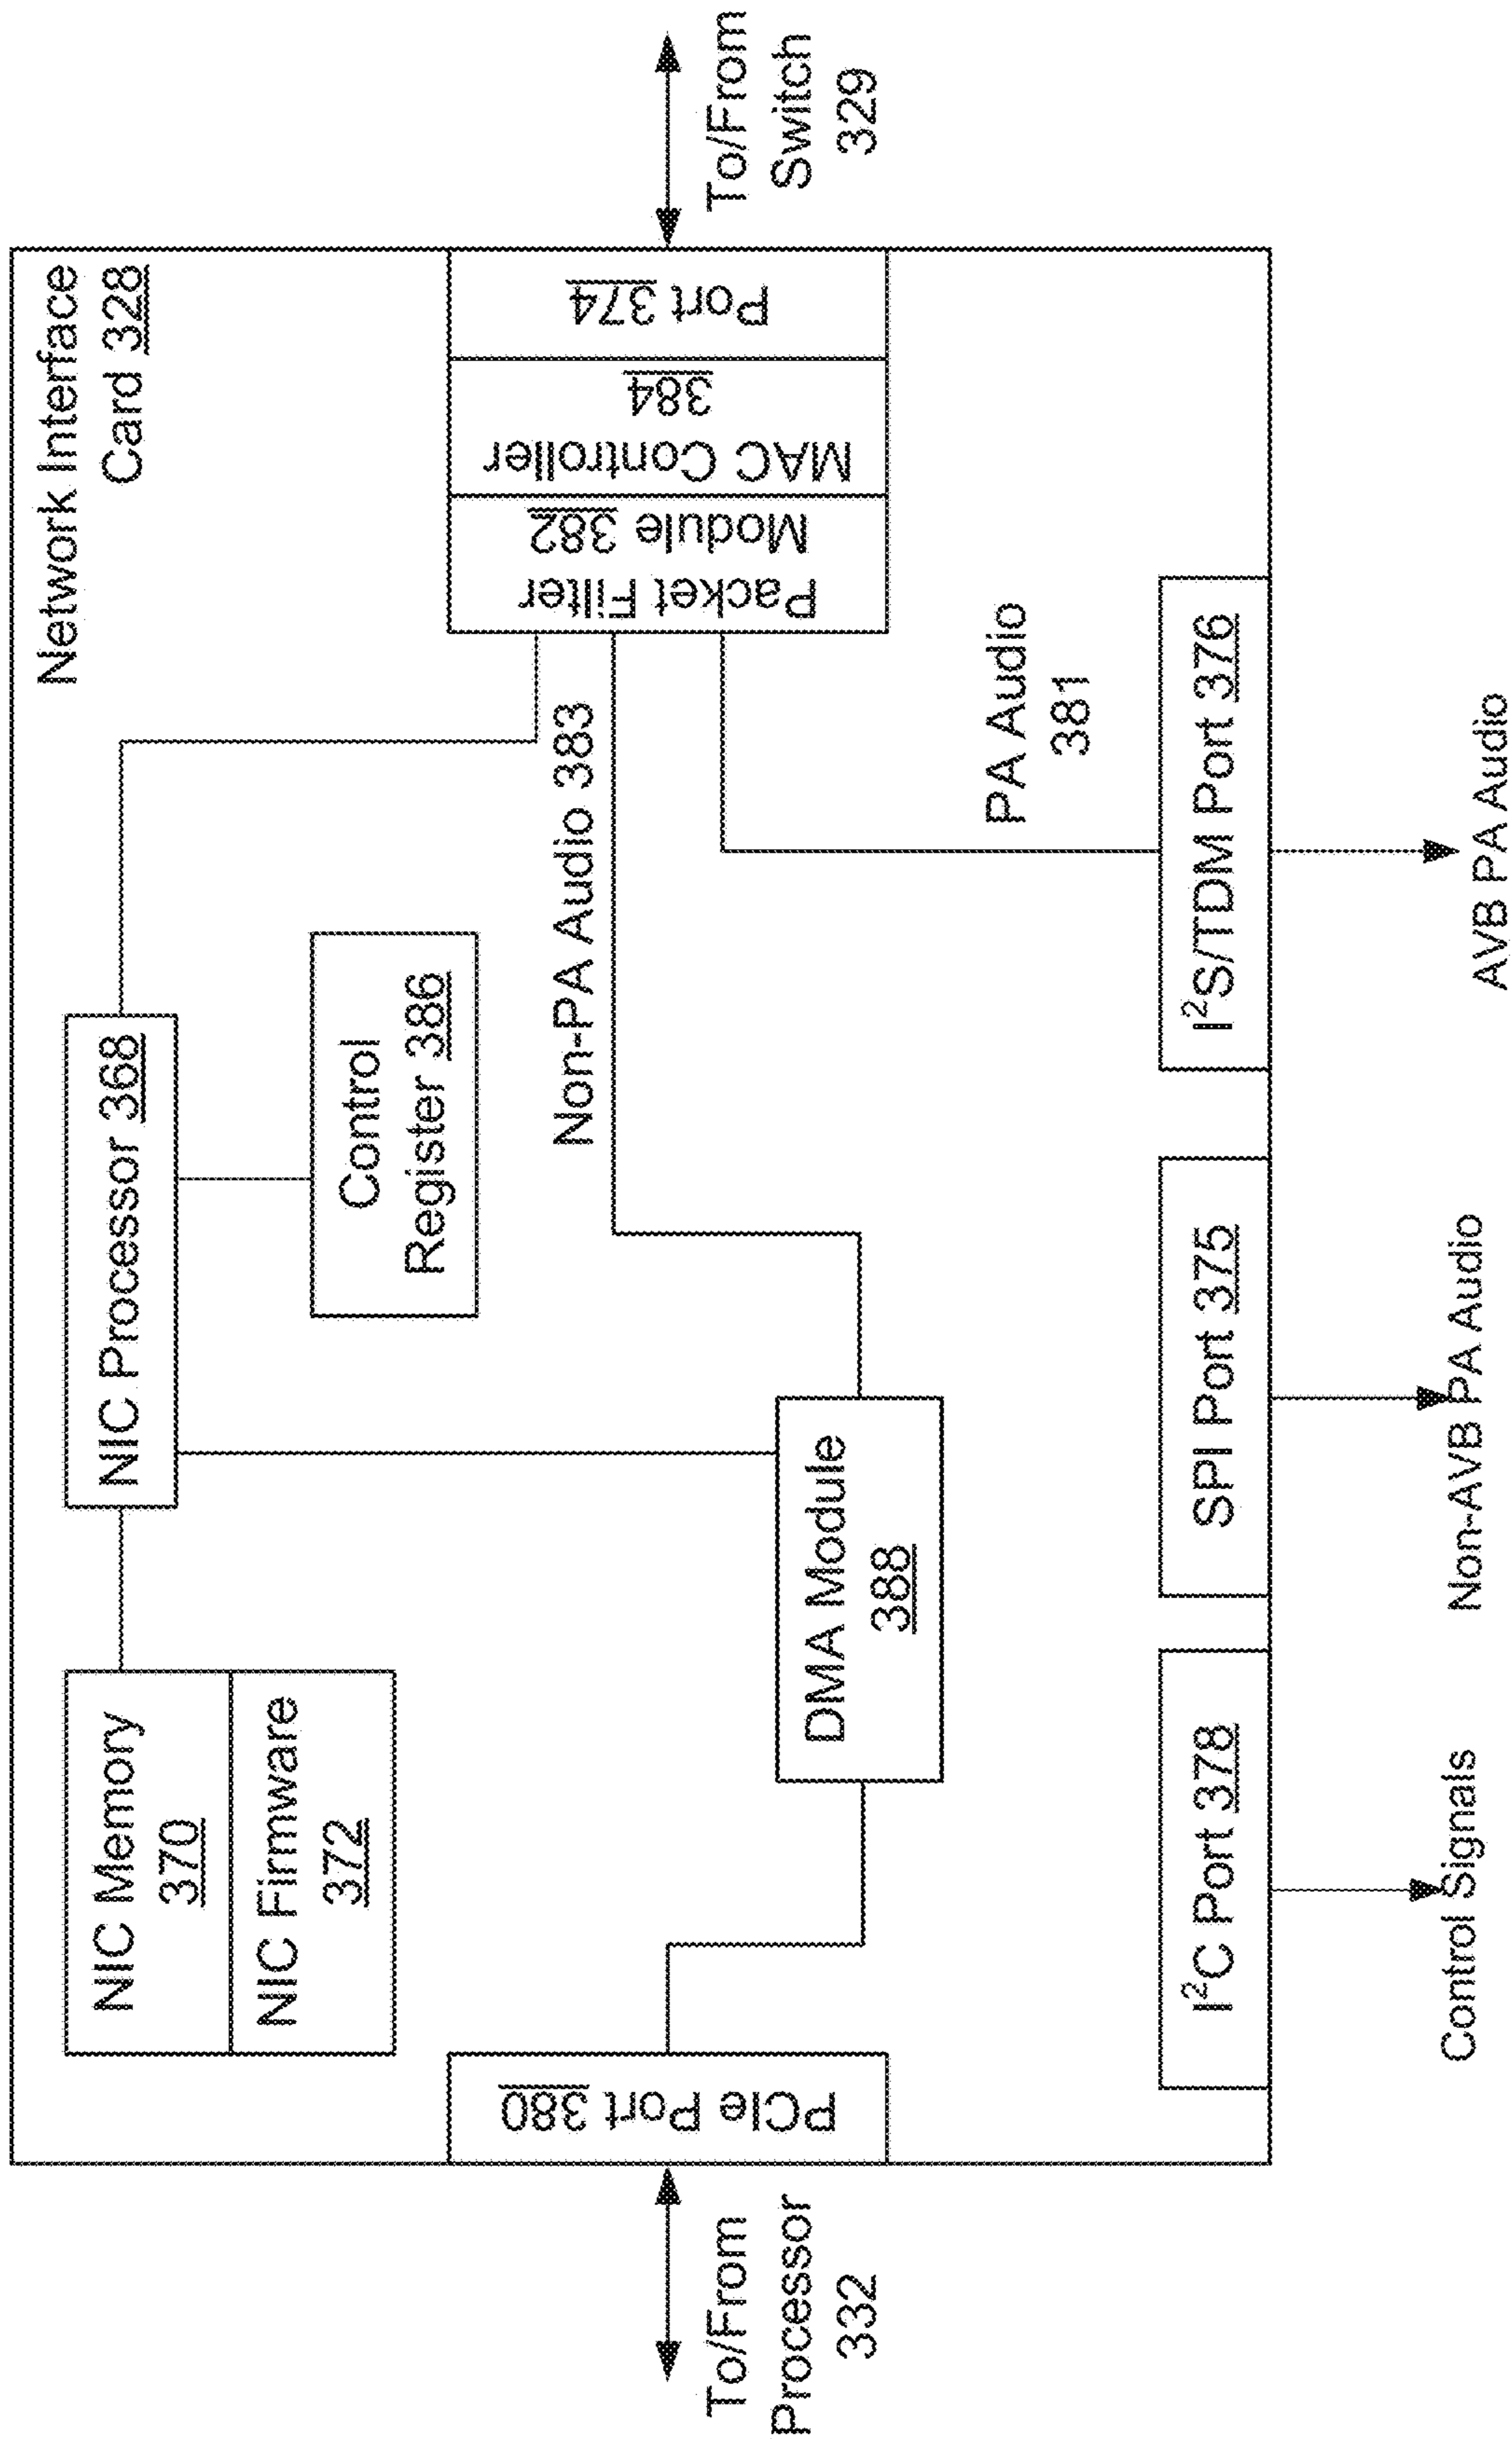 Network Interface
Card 328
NIC Memory
370
NIC Firmware
372
NIC Processor 368
Control
Register 386
PCIe Port 380
To/From
Processor
332
DMA Module
388
Non-PA Audio 383
Packet Filter
Module 382
MAC Controller
384
Port 374
To/From
Switch
329
PA Audio
381
I²C Port 378
SPI Port 375
I²S/TDM Port 376
Control Signals
Non-AVB PA Audio
AVB PA Audio